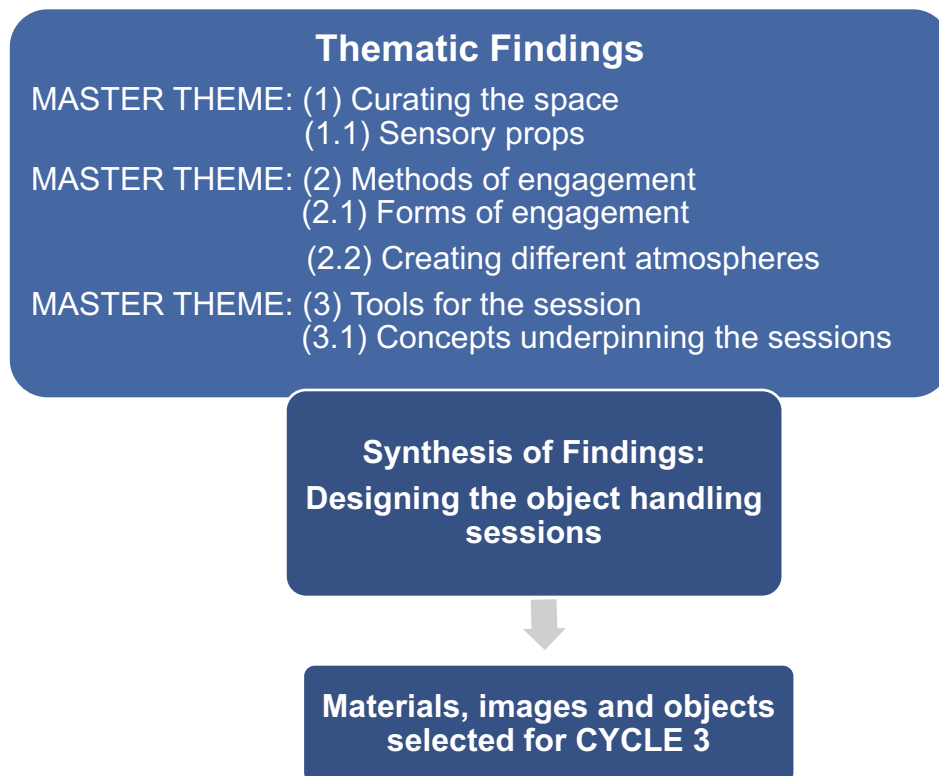 Thematic Findings
MASTER THEME: (1) Curating the space
(1.1) Sensory props
MASTER THEME: (2) Methods of engagement
(2.1) Forms of engagement
(2.2) Creating different atmospheres
MASTER THEME: (3) Tools for the session
(3.1) Concepts underpinning the sessions
Synthesis of Findings:
Designing the object handling
sessions
Materials, images and objects
selected for CYCLE 3